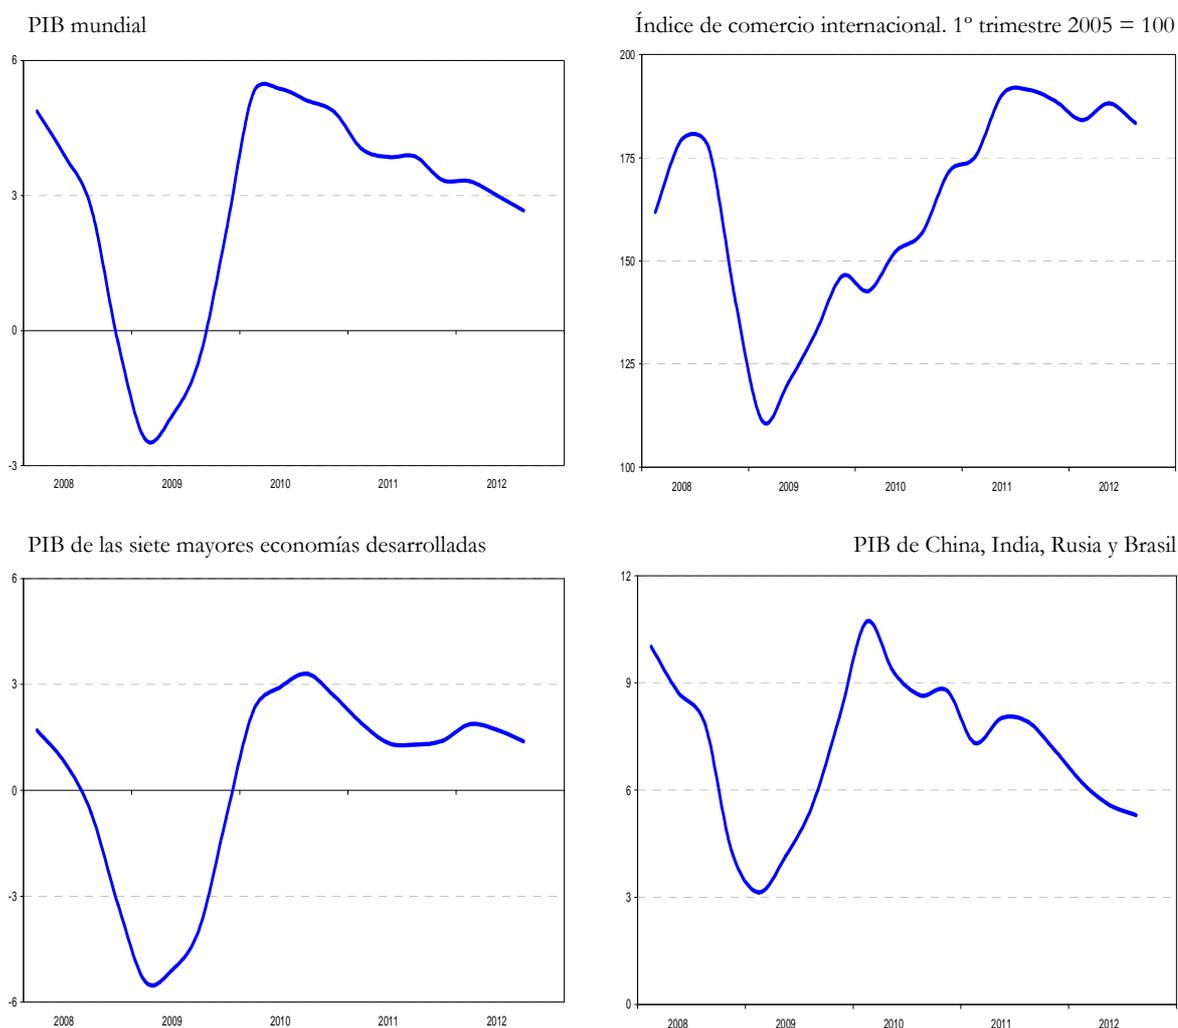 PIB mundial
6
3
0
-3
2008 2009 2010 2011 2012
Índice de comercio internacional. 1º trimestre 2005 = 100
200
175
150
125
100
2008 2009 2010 2011 2012
PIB de las siete mayores economías desarrolladas
6
3
0
-3
-6
2008 2009 2010 2011 2012
PIB de China, India, Rusia y Brasil
12
9
6
3
0
2008 2009 2010 2011 2012